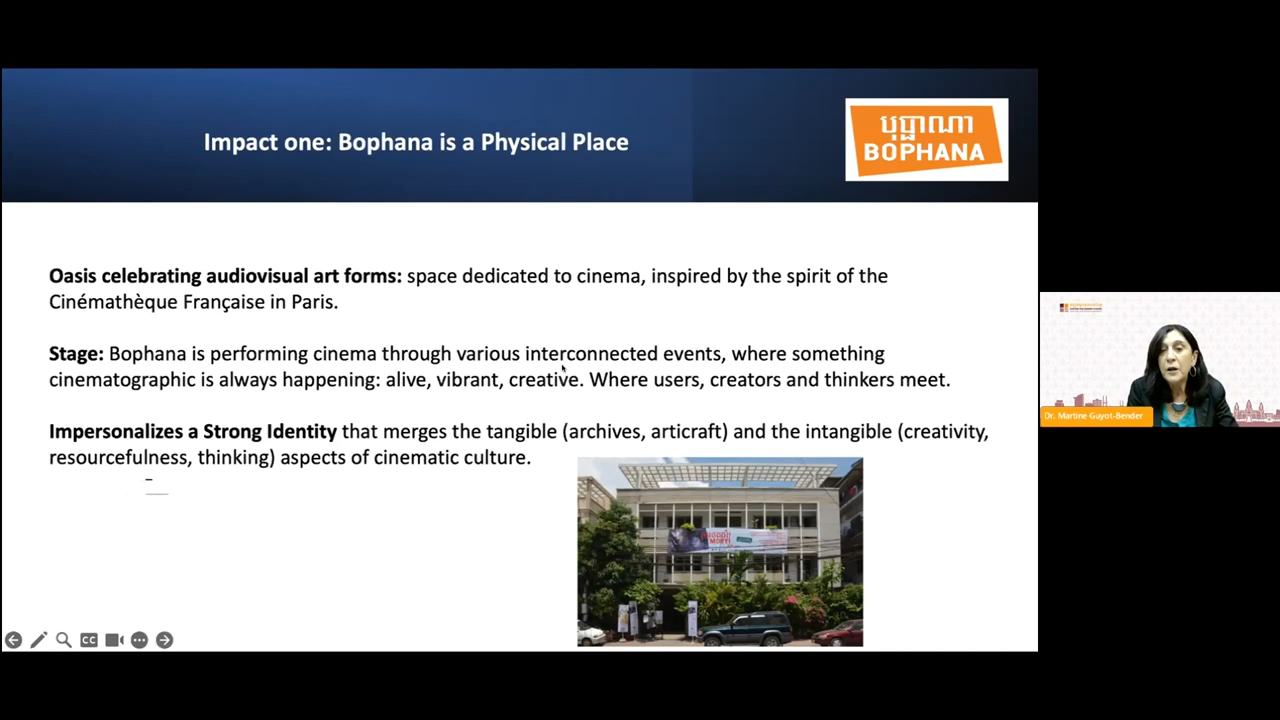 Impact one: Bophana is a Physical Place
បុប្ផាណា
BOPHANA
Oasis celebrating audiovisual art forms: space dedicated to cinema, inspired by the spirit of the
Cinémathèque Française in Paris.
Stage: Bophana is performing cinema through various interconnected events, where something
cinematographic is always happening: alive, vibrant, creative. Where users, creators and thinkers meet.
Impersonalizes a Strong Identity that merges the tangible (archives, articraft) and the intangible (creativity,
resourcefulness, thinking) aspects of cinematic culture.
CC
Dr. Martine Guyot-Bender